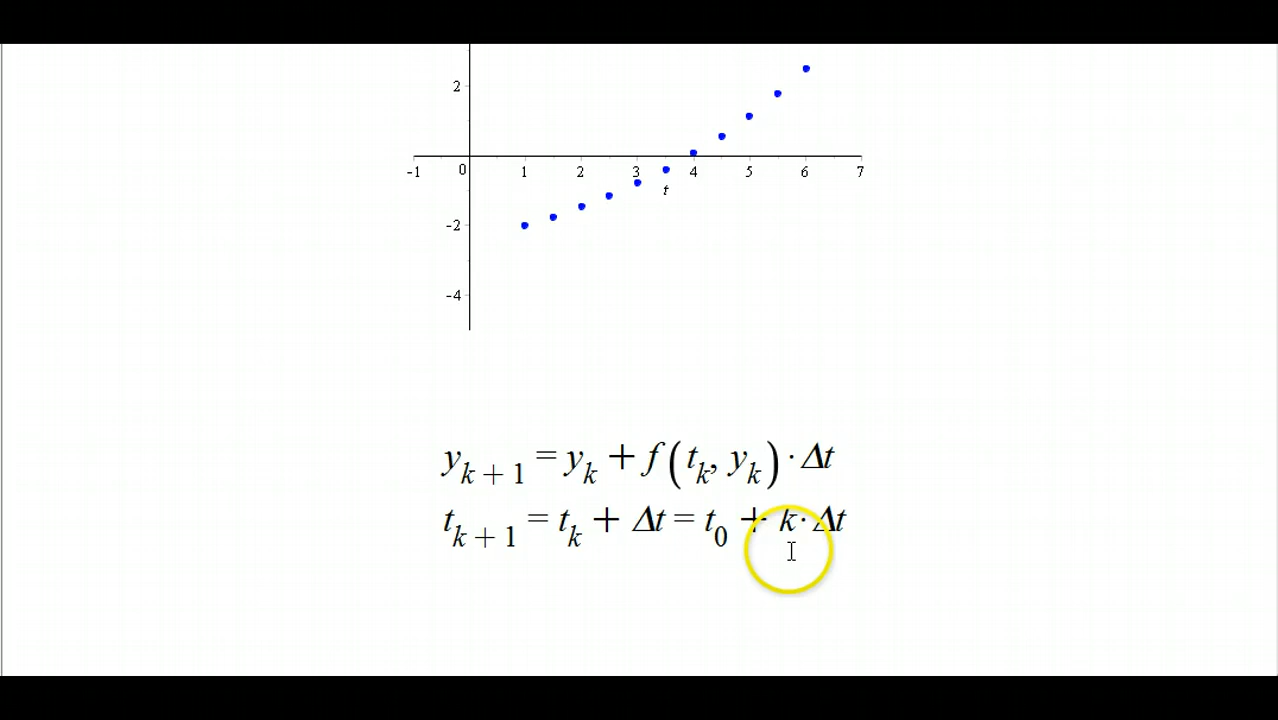 2
-1 0 1 2 3 4 5 6 7
t
-2
-4
y_{k+1} = y_k + f(t_k, y_k) · Δt
t_{k+1} = t_k + Δt = t_0 + k · Δt